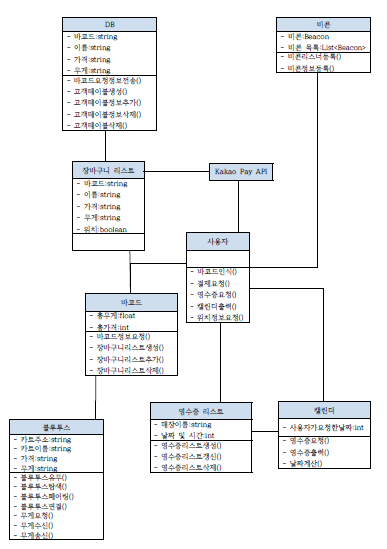 DB
- 바코드:string
- 이름:string
- 가격:string
- 무게:string
- 바코드요청정보전송()
- 고객테이블생성()
- 고객테이블정보추가()
- 고객테이블정보삭제()
- 고객테이블삭제()
비콘
- 비콘:Beacon
- 비콘 목록:List<Beacon>
- 비콘리스너등록()
- 비콘정보등록()
장바구니 리스트
- 바코드:string
- 이름:string
- 가격:string
- 무게:string
- 위치:boolean
Kakao Pay API
사용자
- 바코드인식()
- 결제요청()
- 영수증요청()
- 캘린더출력()
- 위치정보요청()
바코드
- 총무게:float
- 총가격:int
- 바코드정보요청()
- 장바구니리스트생성()
- 장바구니리스트추가()
- 장바구니리스트삭제()
블루투스
- 카트주소:string
- 카트이름:string
- 가격:string
- 무게:string
- 블루투스유무()
- 블루투스탐색()
- 블루투스페어링()
- 블루투스연결()
- 무게요청()
- 무게수신()
- 무게송신()
영수증 리스트
- 매장이름:string
- 날짜 및 시간:int
- 영수증리스트생성()
- 영수증리스트갱신()
- 영수증리스트삭제()
캘린더
- 사용자가요청한날짜:int
- 영수증요청()
- 영수증출력()
- 날짜계산()